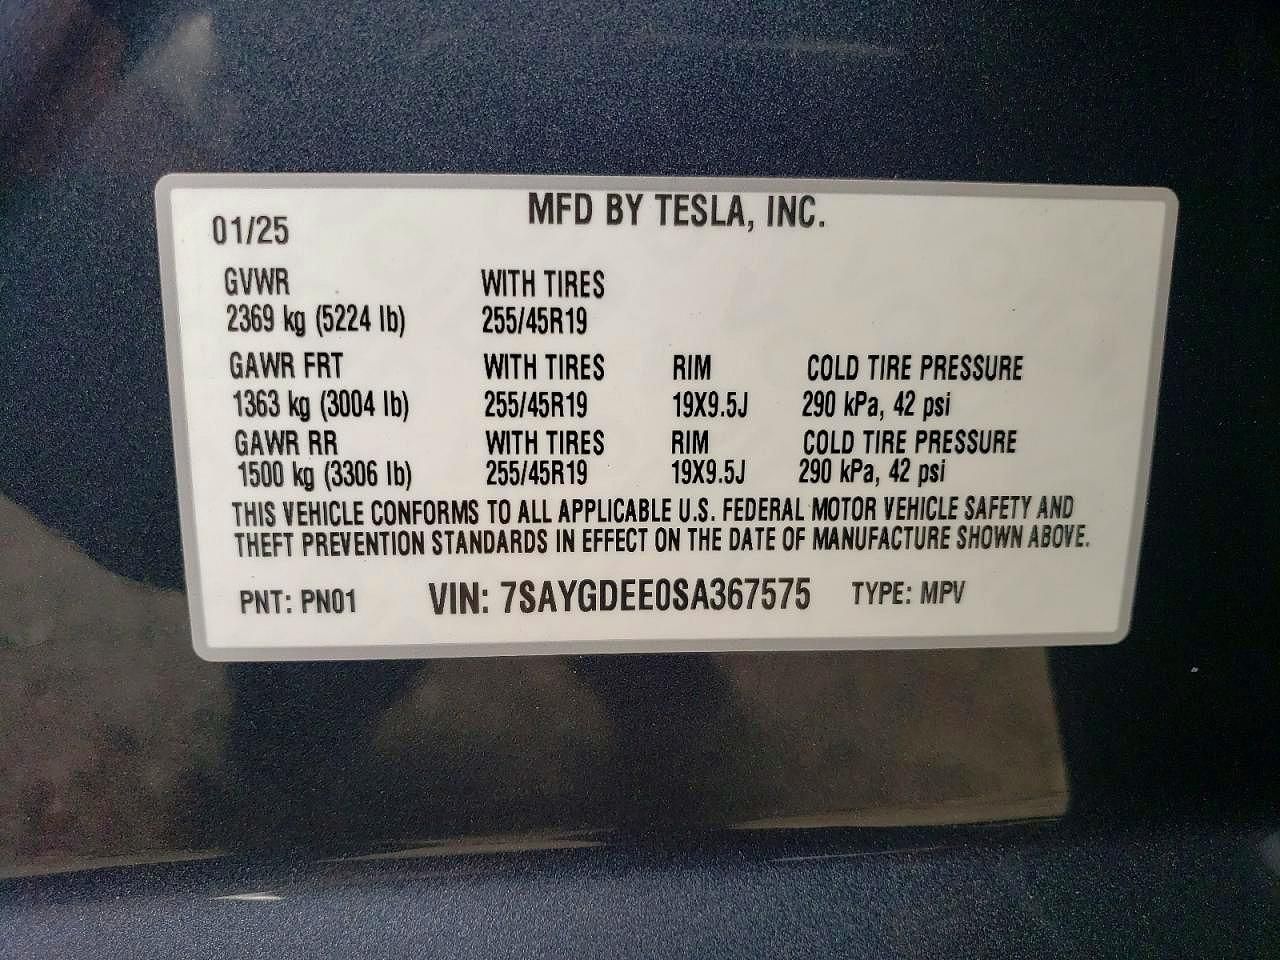 MFD BY TESLA, INC.
01/25
GVWR WITH TIRES
2369 kg (5224 lb) 255/45R19
GAWR FRT WITH TIRES RIM COLD TIRE PRESSURE
1363 kg (3004 lb) 255/45R19 19X9.5J 290 kPa, 42 psi
GAWR RR WITH TIRES RIM COLD TIRE PRESSURE
1500 kg (3306 lb) 255/45R19 19X9.5J 290 kPa, 42 psi
THIS VEHICLE CONFORMS TO ALL APPLICABLE U.S. FEDERAL MOTOR VEHICLE SAFETY AND
THEFT PREVENTION STANDARDS IN EFFECT ON THE DATE OF MANUFACTURE SHOWN ABOVE.
PNT: PN01 VIN: 7SAYGDEE0SA367575 TYPE: MPV